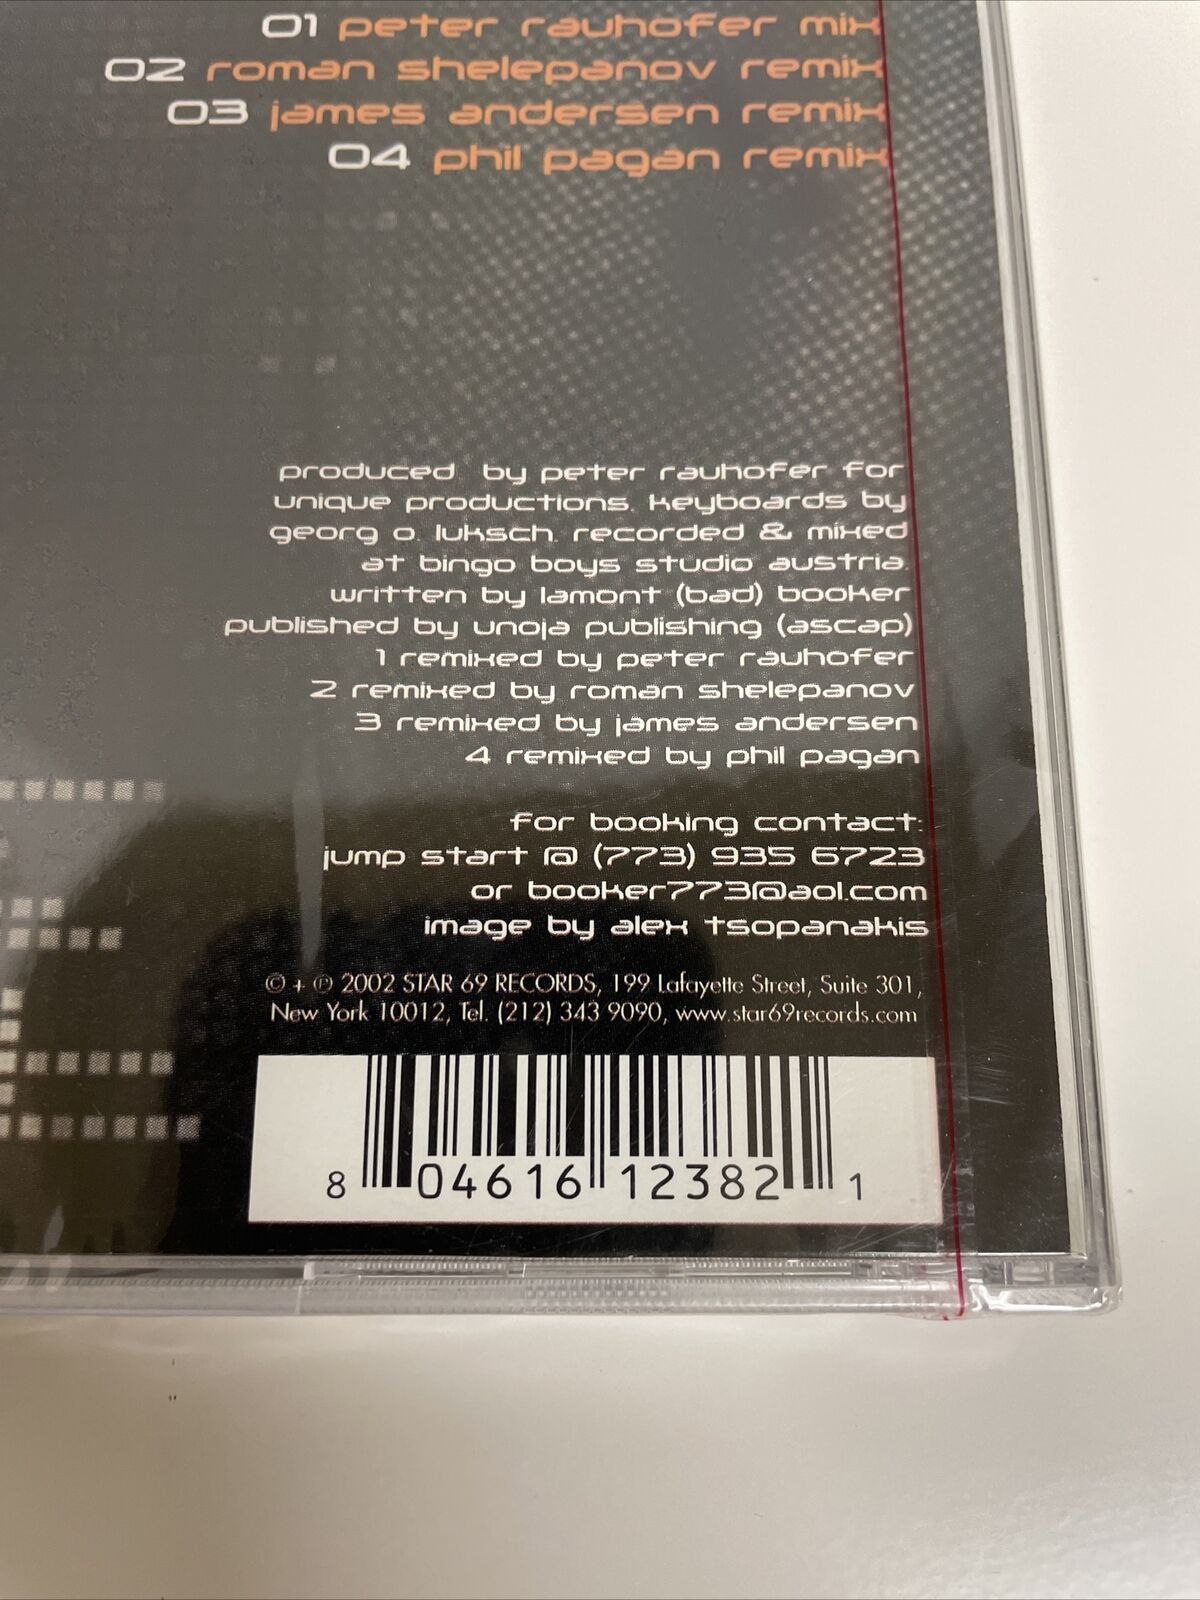 01 peter rauhofer mix
02 roman shelepanov remix
03 james andersen remix
04 phil pagan remix
produced by peter rauhofer for
unique productions. keyboards by
georg o. luksch. recorded & mixed
at bingo boys studio austria.
written by lamont (bad) booker
published by unoja publishing (ascap)
1 remixed by peter rauhofer
2 remixed by roman shelepanov
3 remixed by james andersen
4 remixed by phil pagan
for booking contact:
jump start @ (773) 935 6723
or booker773@aol.com
image by alex tsopanakis
© + ℗ 2002 STAR 69 RECORDS, 199 Lafayette Street, Suite 301,
New York 10012, Tel. (212) 343 9090, www.star69records.com
8 04616 12382 1